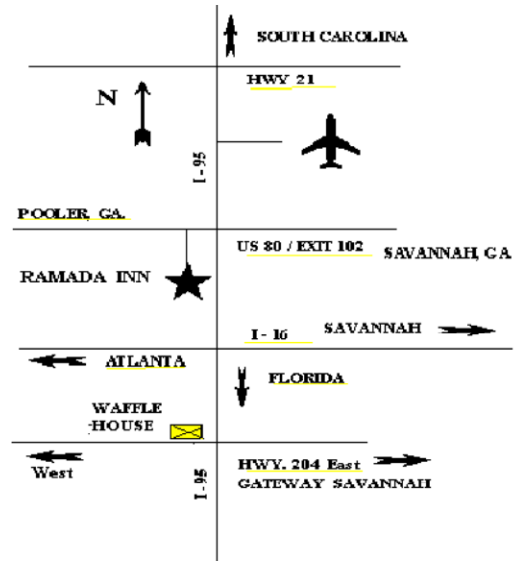 SOUTH CAROLINA
HWY 21
N
I-95
POOLER, GA.
US 80 / EXIT 102
SAVANNAH, GA
RAMADA INN
I - 16
SAVANNAH
ATLANTA
FLORIDA
WAFFLE
HOUSE
West
I-95
HWY. 204 East
GATEWAY SAVANNAH